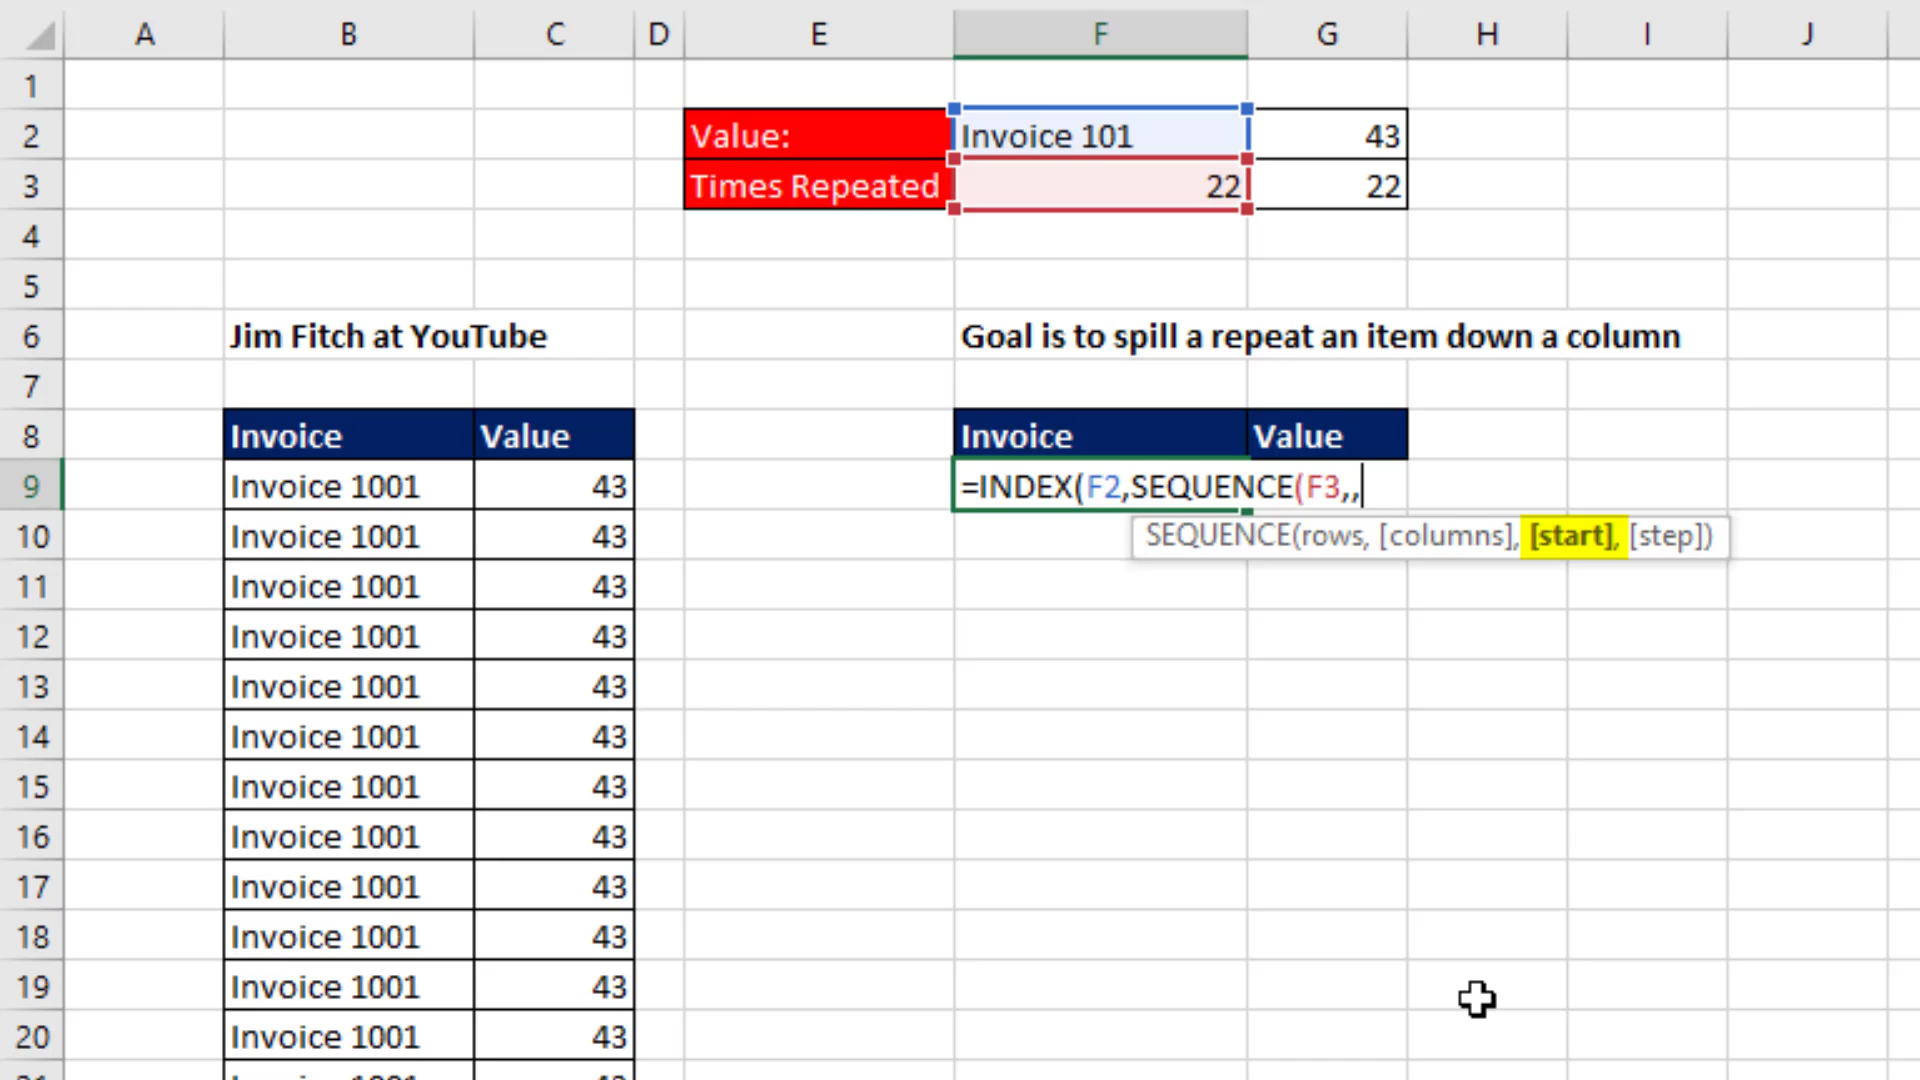 A B C D E F G H I J
1
2 Value: Invoice 101 43
3 Times Repeated 22 22
4
5
6 Jim Fitch at YouTube Goal is to spill a repeat an item down a column
7
8 Invoice Value Invoice Value
9 Invoice 1001 43 =INDEX(F2,SEQUENCE(F3,,
SEQUENCE(rows, [columns], [start], [step])
10 Invoice 1001 43
11 Invoice 1001 43
12 Invoice 1001 43
13 Invoice 1001 43
14 Invoice 1001 43
15 Invoice 1001 43
16 Invoice 1001 43
17 Invoice 1001 43
18 Invoice 1001 43
19 Invoice 1001 43
20 Invoice 1001 43